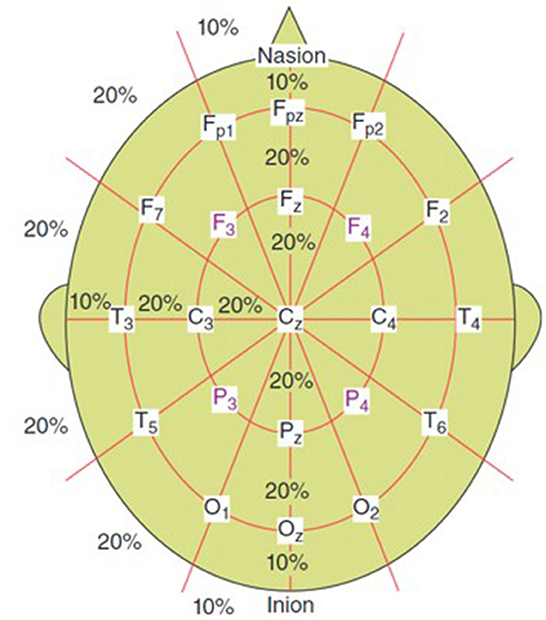 10%
Nasion
10%
20%
Fpz
Fp1
Fp2
20%
Fz
F7
F2
F3
F4
20%
20%
10%
20%
20%
T3
C3
Cz
C4
T4
20%
P3
P4
T5
T6
20%
Pz
20%
O1
O2
Oz
20%
10%
10%
Inion